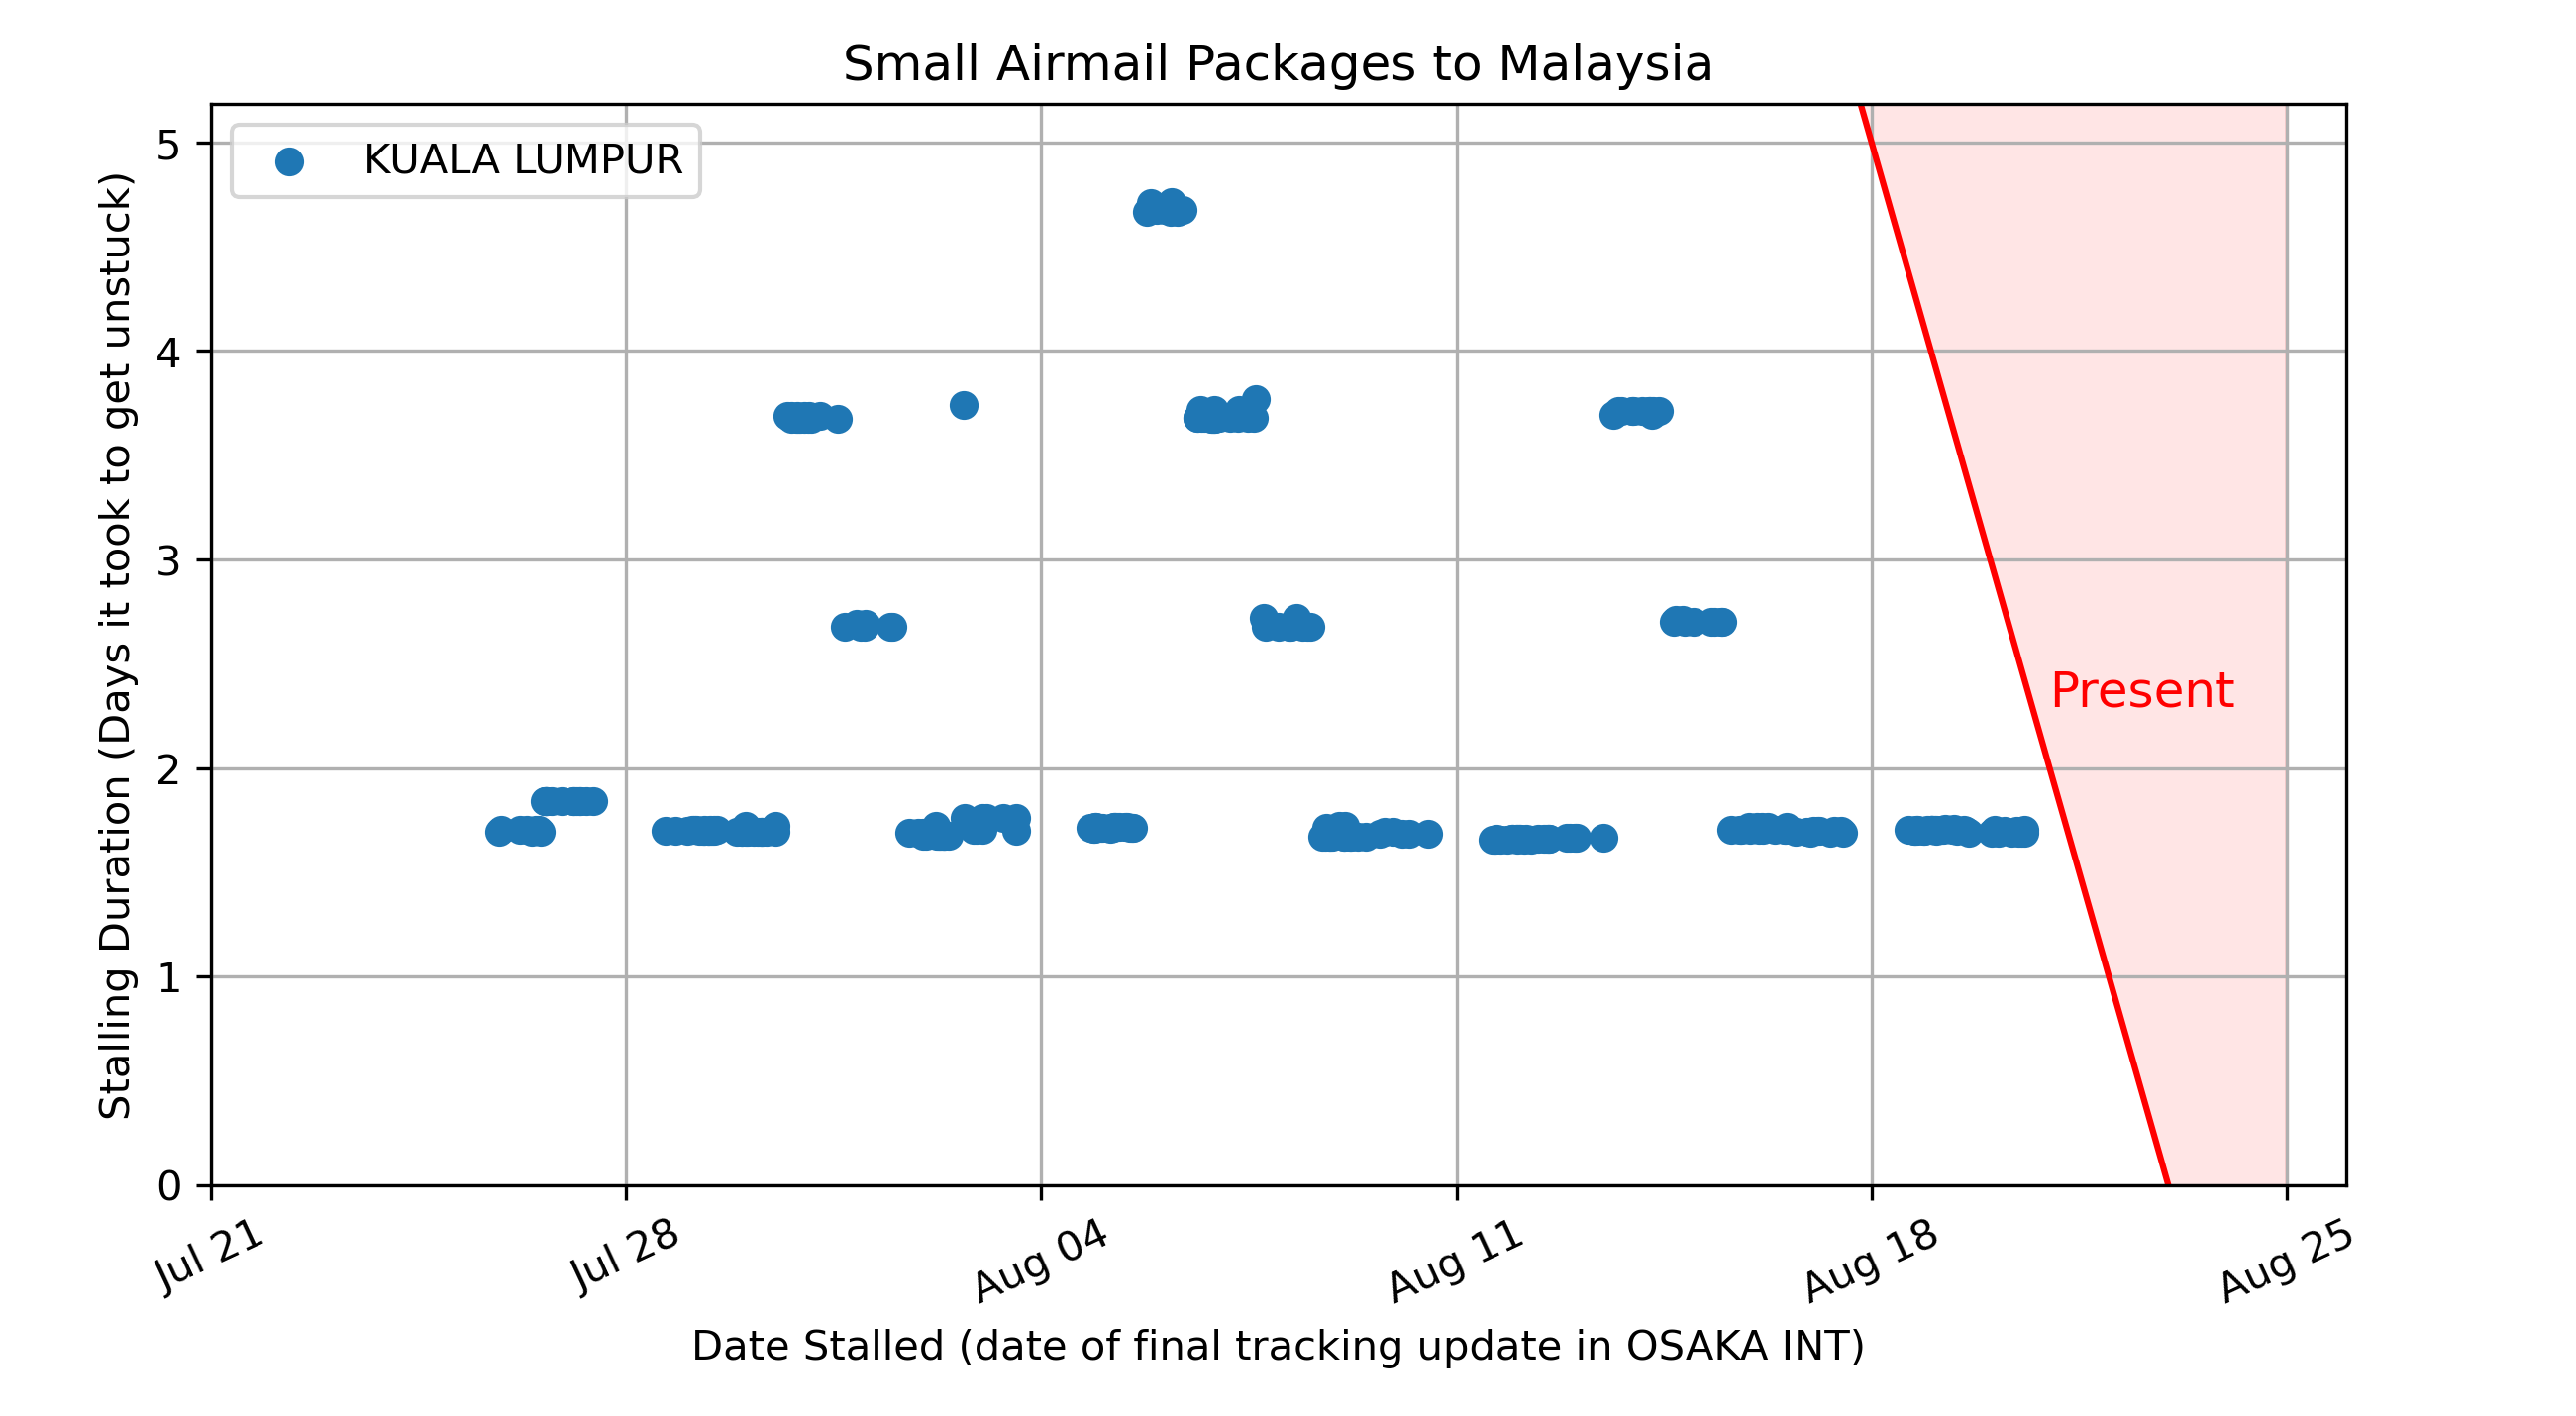 Small Airmail Packages to Malaysia
KUALA LUMPUR
Stalling Duration (Days it took to get unstuck)
5
4
3
2
1
0
Present
Jul 21
Jul 28
Aug 04
Aug 11
Aug 18
Aug 25
Date Stalled (date of final tracking update in OSAKA INT)